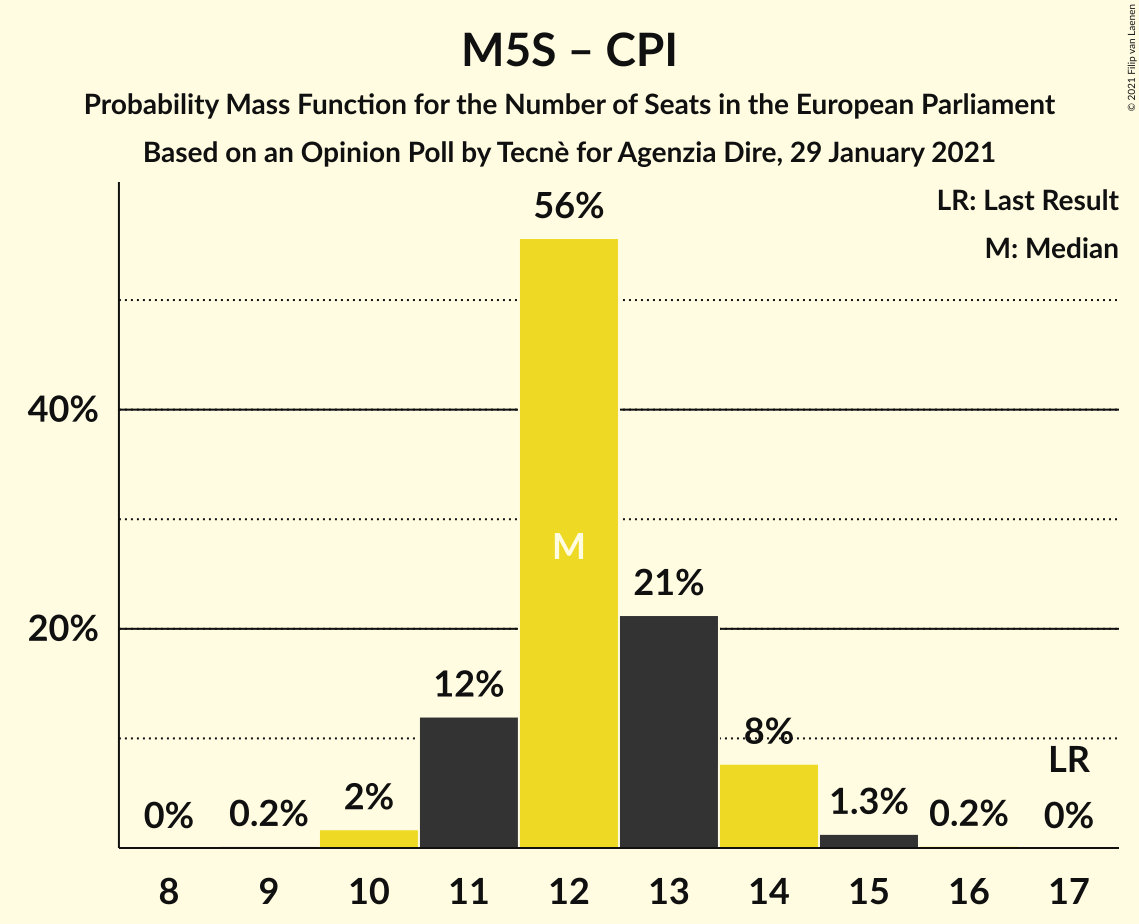 M5S – CPI
Probability Mass Function for the Number of Seats in the European Parliament
Based on an Opinion Poll by Tecnè for Agenzia Dire, 29 January 2021
© 2021 Filip van Laenen
LR: Last Result
M: Median
56%
40%
M
21%
20%
12%
8%
LR
0%
0.2%
2%
1.3%
0.2%
0%
8 9 10 11 12 13 14 15 16 17